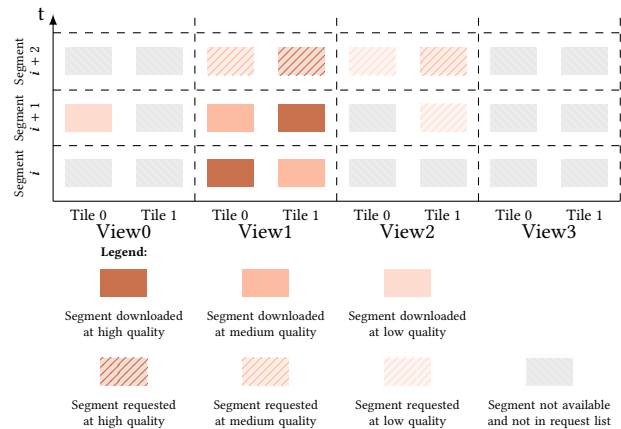 t
Segment
i + 2
Segment
i + 1
Segment
i
Tile 0 Tile 1 Tile 0 Tile 1 Tile 0 Tile 1 Tile 0 Tile 1
View0 View1 View2 View3
Legend:
Segment downloaded
at high quality
Segment downloaded
at medium quality
Segment downloaded
at low quality
Segment requested
at high quality
Segment requested
at medium quality
Segment requested
at low quality
Segment not available
and not in request list